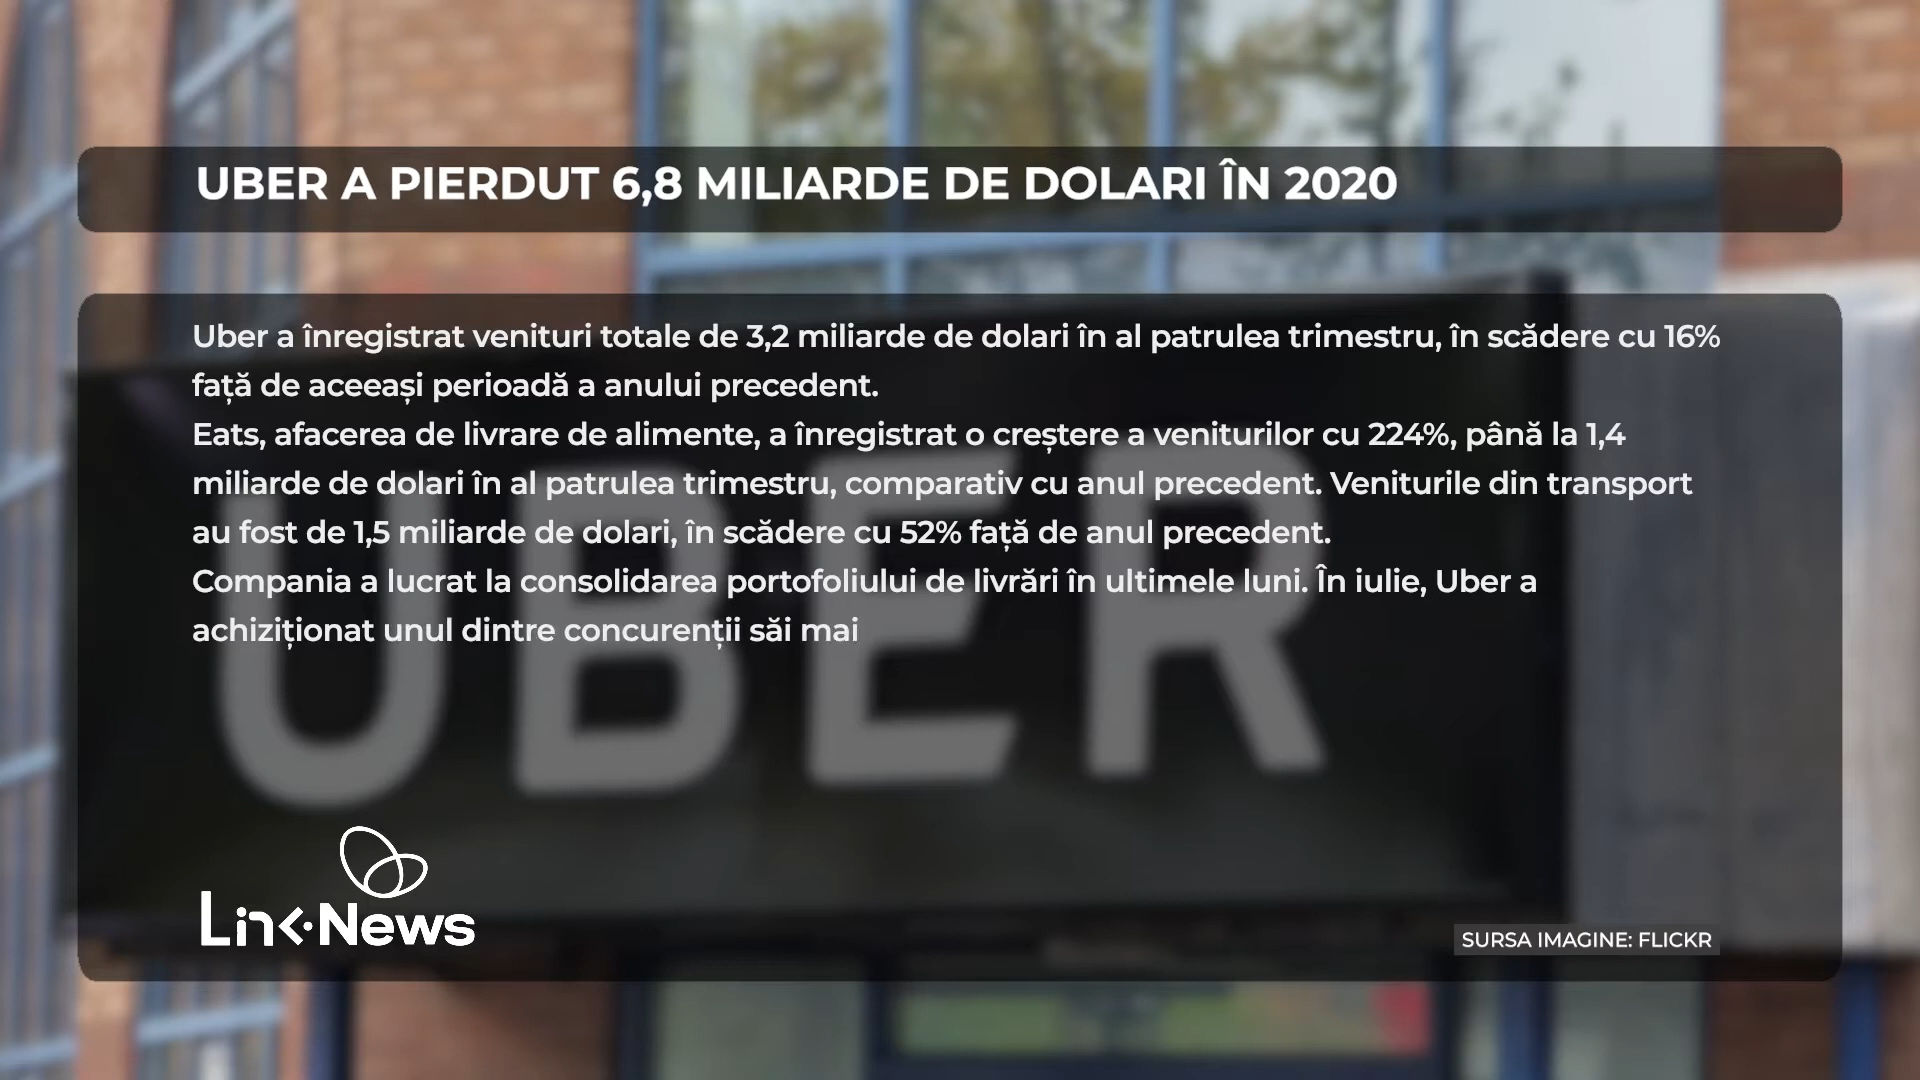 UBER A PIERDUT 6,8 MILIARDE DE DOLARI ÎN 2020
Uber a înregistrat venituri totale de 3,2 miliarde de dolari în al patrulea trimestru, în scădere cu 16%
față de aceeași perioadă a anului precedent.
Eats, afacerea de livrare de alimente, a înregistrat o creștere a veniturilor cu 224%, până la 1,4
miliarde de dolari în al patrulea trimestru, comparativ cu anul precedent. Veniturile din transport
au fost de 1,5 miliarde de dolari, în scădere cu 52% față de anul precedent.
Compania a lucrat la consolidarea portofoliului de livrări în ultimele luni. În iulie, Uber a
achiziționat unul dintre concurenții săi mai
UBER
Link·News
SURSA IMAGINE: FLICKR